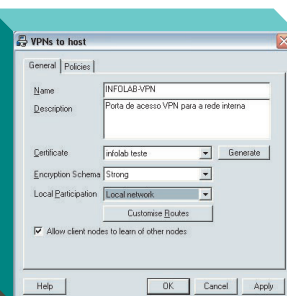 VPNs to host
General Policies
Name INFOLAB-VPN
Description Porta de acesso VPN para a rede interna
Certificate infolab teste Generate
Encryption Schema Strong
Local Participation Local network
Customise Routes
Allow client nodes to learn of other nodes
Help OK Cancel Apply